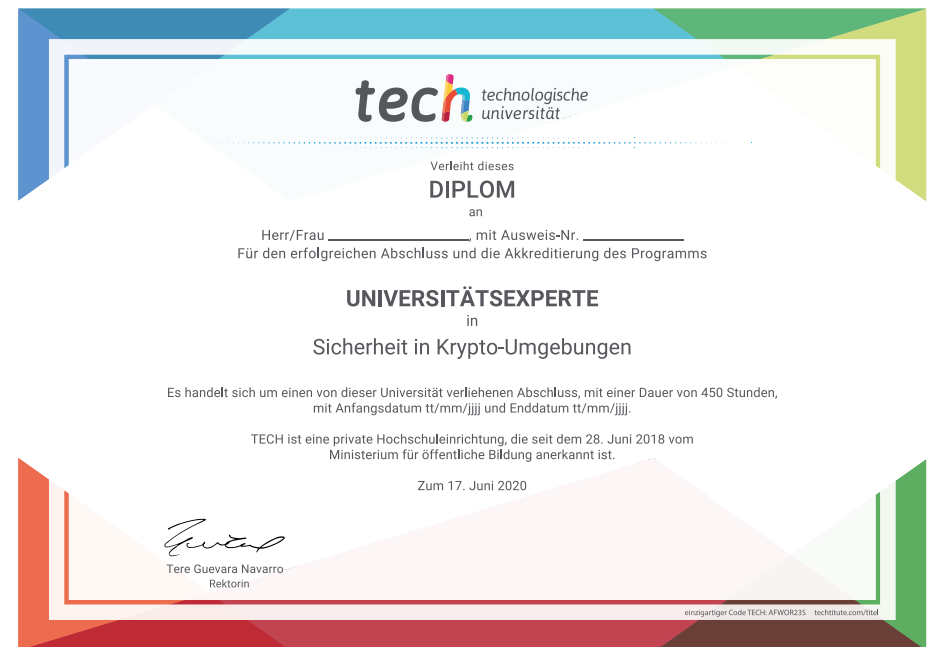 tech technologische
universität
Verleiht dieses
DIPLOM
an
Herr/Frau ____________, mit Ausweis-Nr. ____________
Für den erfolgreichen Abschluss und die Akkreditierung des Programms
UNIVERSITÄTSEXPERTE
in
Sicherheit in Krypto-Umgebungen
Es handelt sich um einen von dieser Universität verliehenen Abschluss, mit einer Dauer von 450 Stunden,
mit Anfangsdatum tt/mm/jjjj und Enddatum tt/mm/jjjj.
TECH ist eine private Hochschuleinrichtung, die seit dem 28. Juni 2018 vom
Ministerium für öffentliche Bildung anerkannt ist.
Zum 17. Juni 2020
Tere Guevara Navarro
Rektorin
einzigartiger Code TECH: AFWOR23S techtitute.com/titel